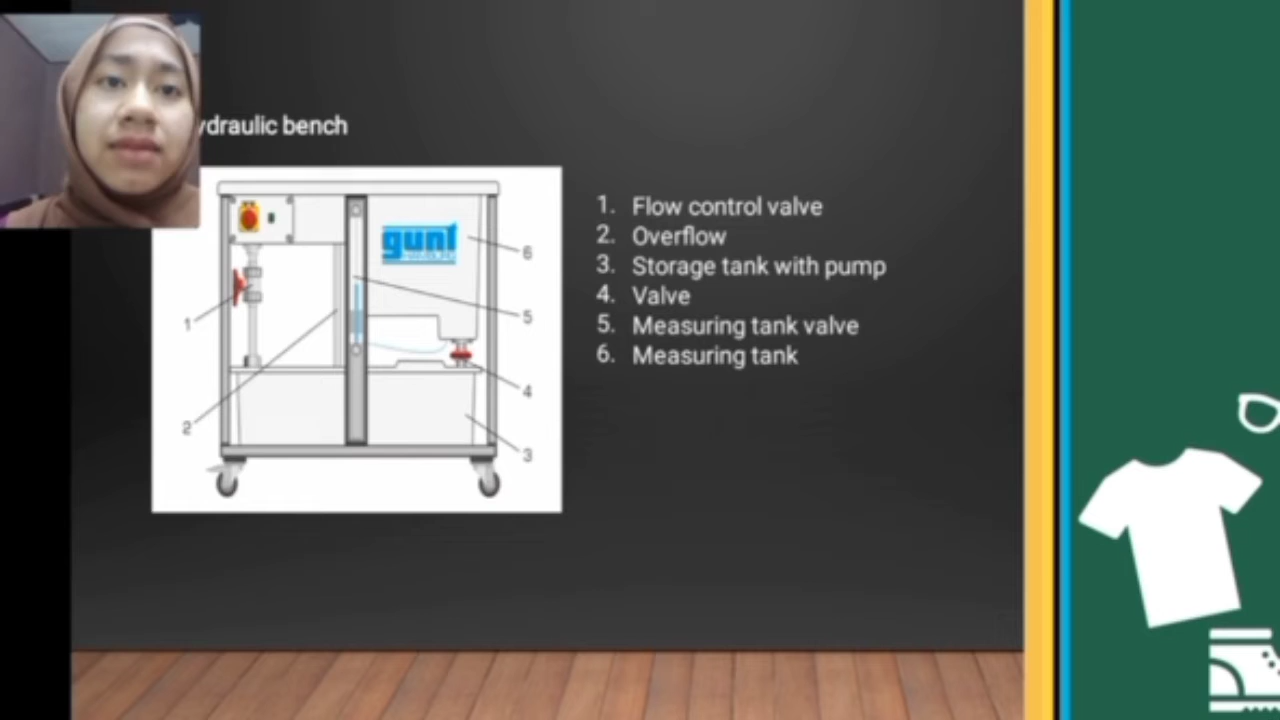 ydraulic bench
gunt
HAMBURG
1
2
6
5
4
3
1. Flow control valve
2. Overflow
3. Storage tank with pump
4. Valve
5. Measuring tank valve
6. Measuring tank